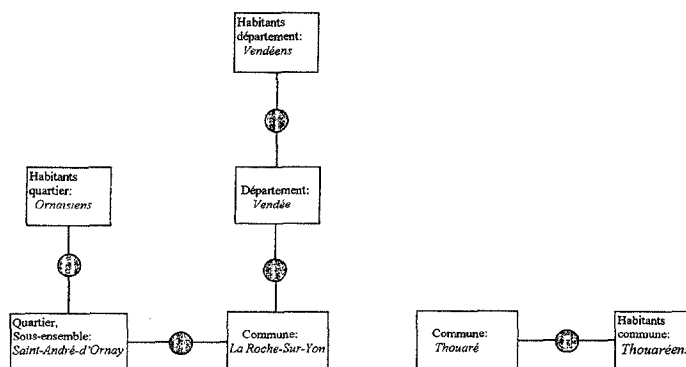 Habitants
département:
Vendéens
Habitants
quartier:
Ornaisiens
Département:
Vendée
Quartier,
Sous-ensemble:
Saint-André-d'Ornay
Commune:
La Roche-Sur-Yon
Commune:
Thouaré
Habitants
commune:
Thouaréens